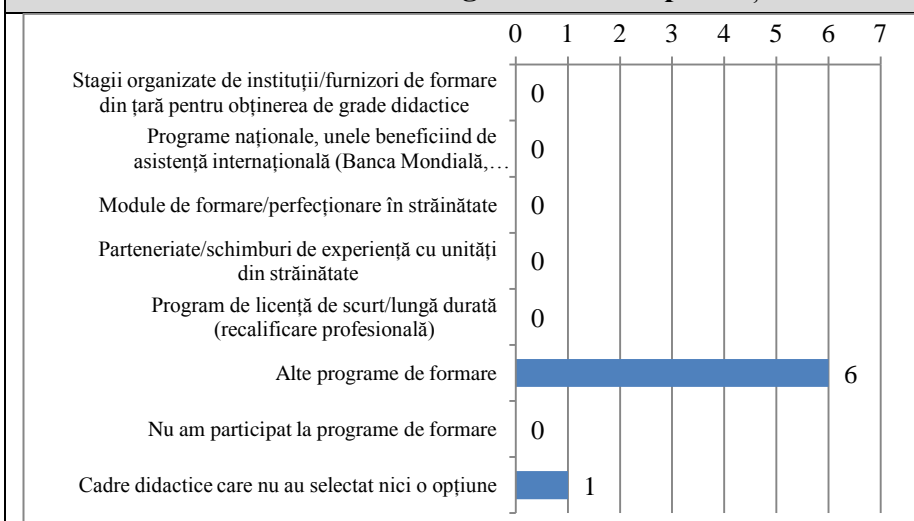 0 1 2 3 4 5 6 7
Stagii organizate de instituții/furnizori de formare
din țară pentru obținerea de grade didactice
0
Programe naționale, unele beneficiind de
asistență internațională (Banca Mondială,…
0
Module de formare/perfecționare în străinătate
0
Parteneriate/schimburi de experiență cu unități
din străinătate
0
Program de licență de scurt/lungă durată
(recalificare profesională)
0
Alte programe de formare
6
Nu am participat la programe de formare
0
Cadre didactice care nu au selectat nici o opțiune
1